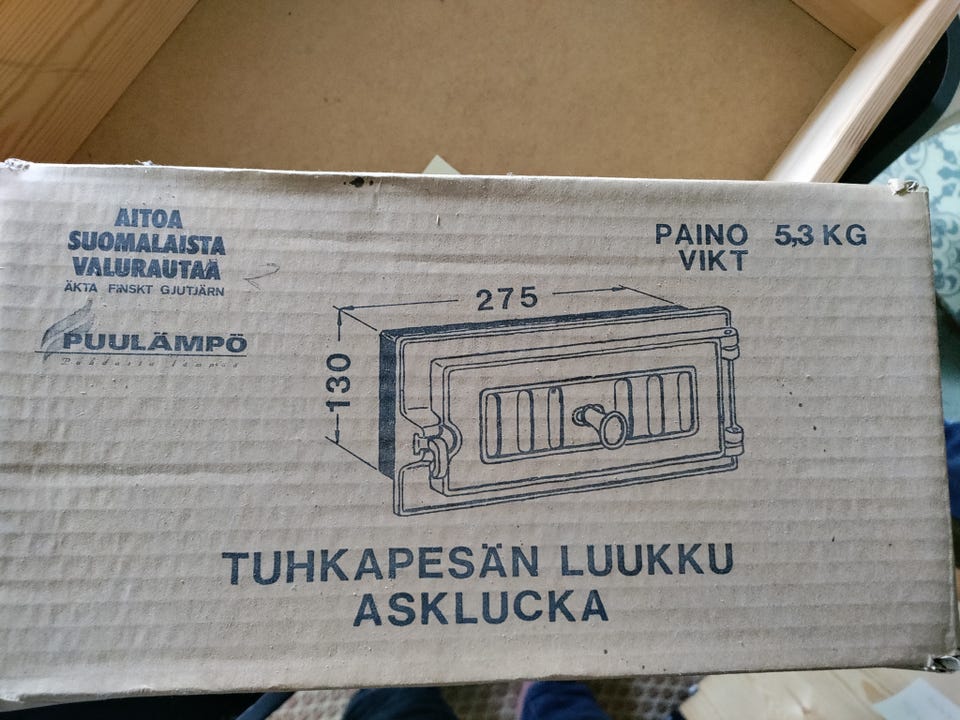 AITOA
SUOMALAISTA
VALURAUTAA
ÄKTA FINSKT GJUTJÄRN
PUULÄMPÖ
PAINO 5,3 KG
VIKT
275
130
TUHKAPESÄN LUUKKU
ASKLUCKA